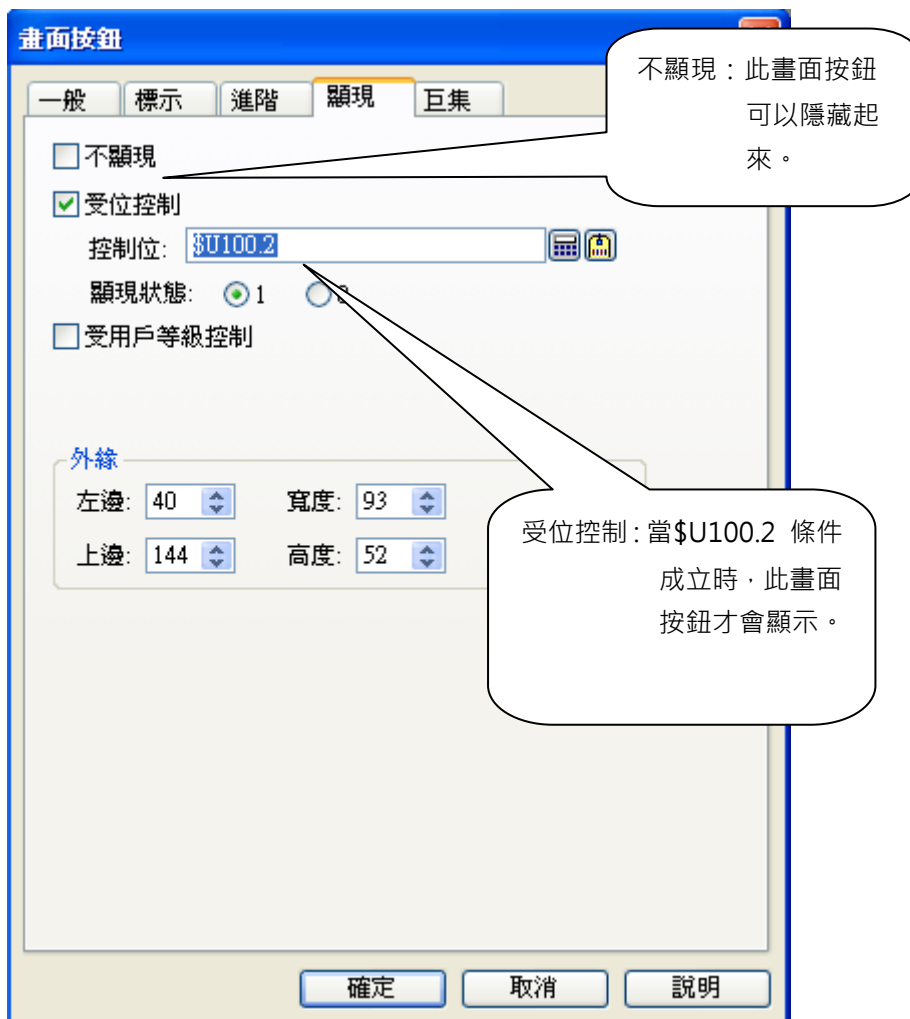 畫面按鈕
不顯現：此畫面按鈕
可以隱藏起
來。
一般 標示 進階 顯現 巨集
不顯現
受位控制
控制位: $U100.2
顯現狀態: 1
受用戶等級控制
外緣
左邊: 40 寬度: 93
上邊: 144 高度: 52
受位控制：當$U100.2 條件
成立時，此畫面
按鈕才會顯示。
確定 取消 說明